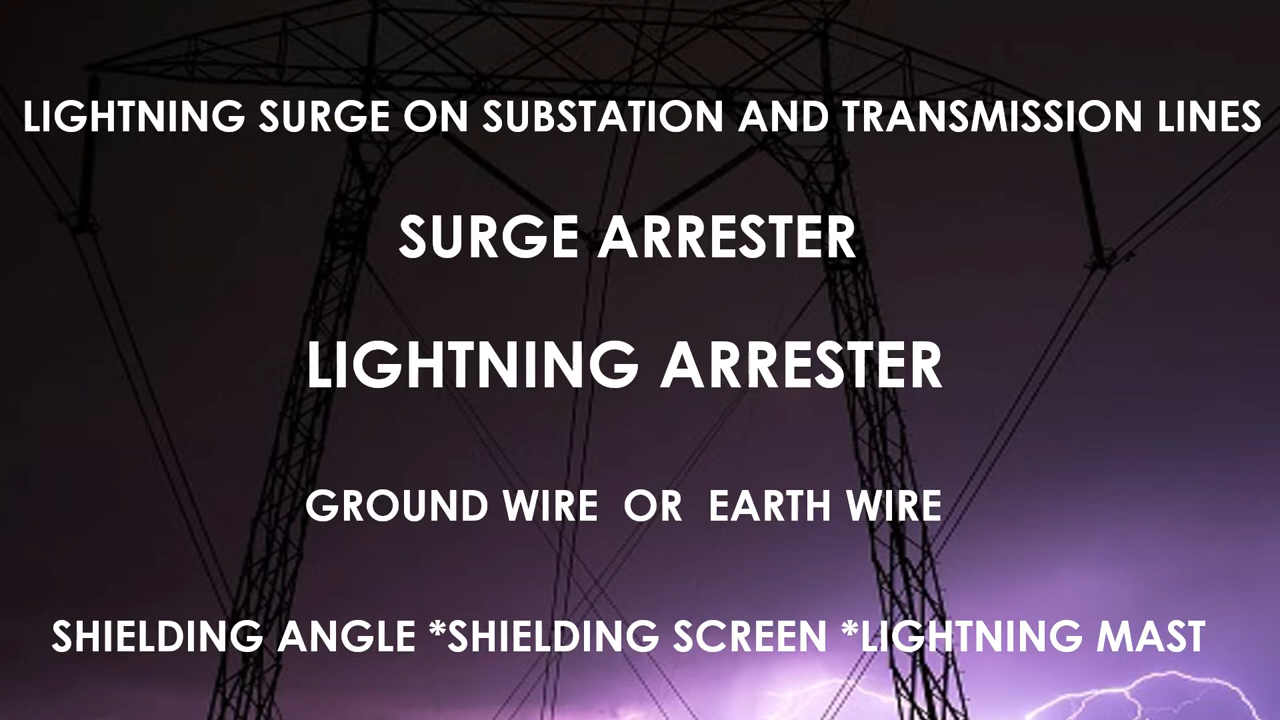 LIGHTNING SURGE ON SUBSTATION AND TRANSMISSION LINES
SURGE ARRESTER
LIGHTNING ARRESTER
GROUND WIRE OR EARTH WIRE
SHIELDING ANGLE *SHIELDING SCREEN *LIGHTNING MAST